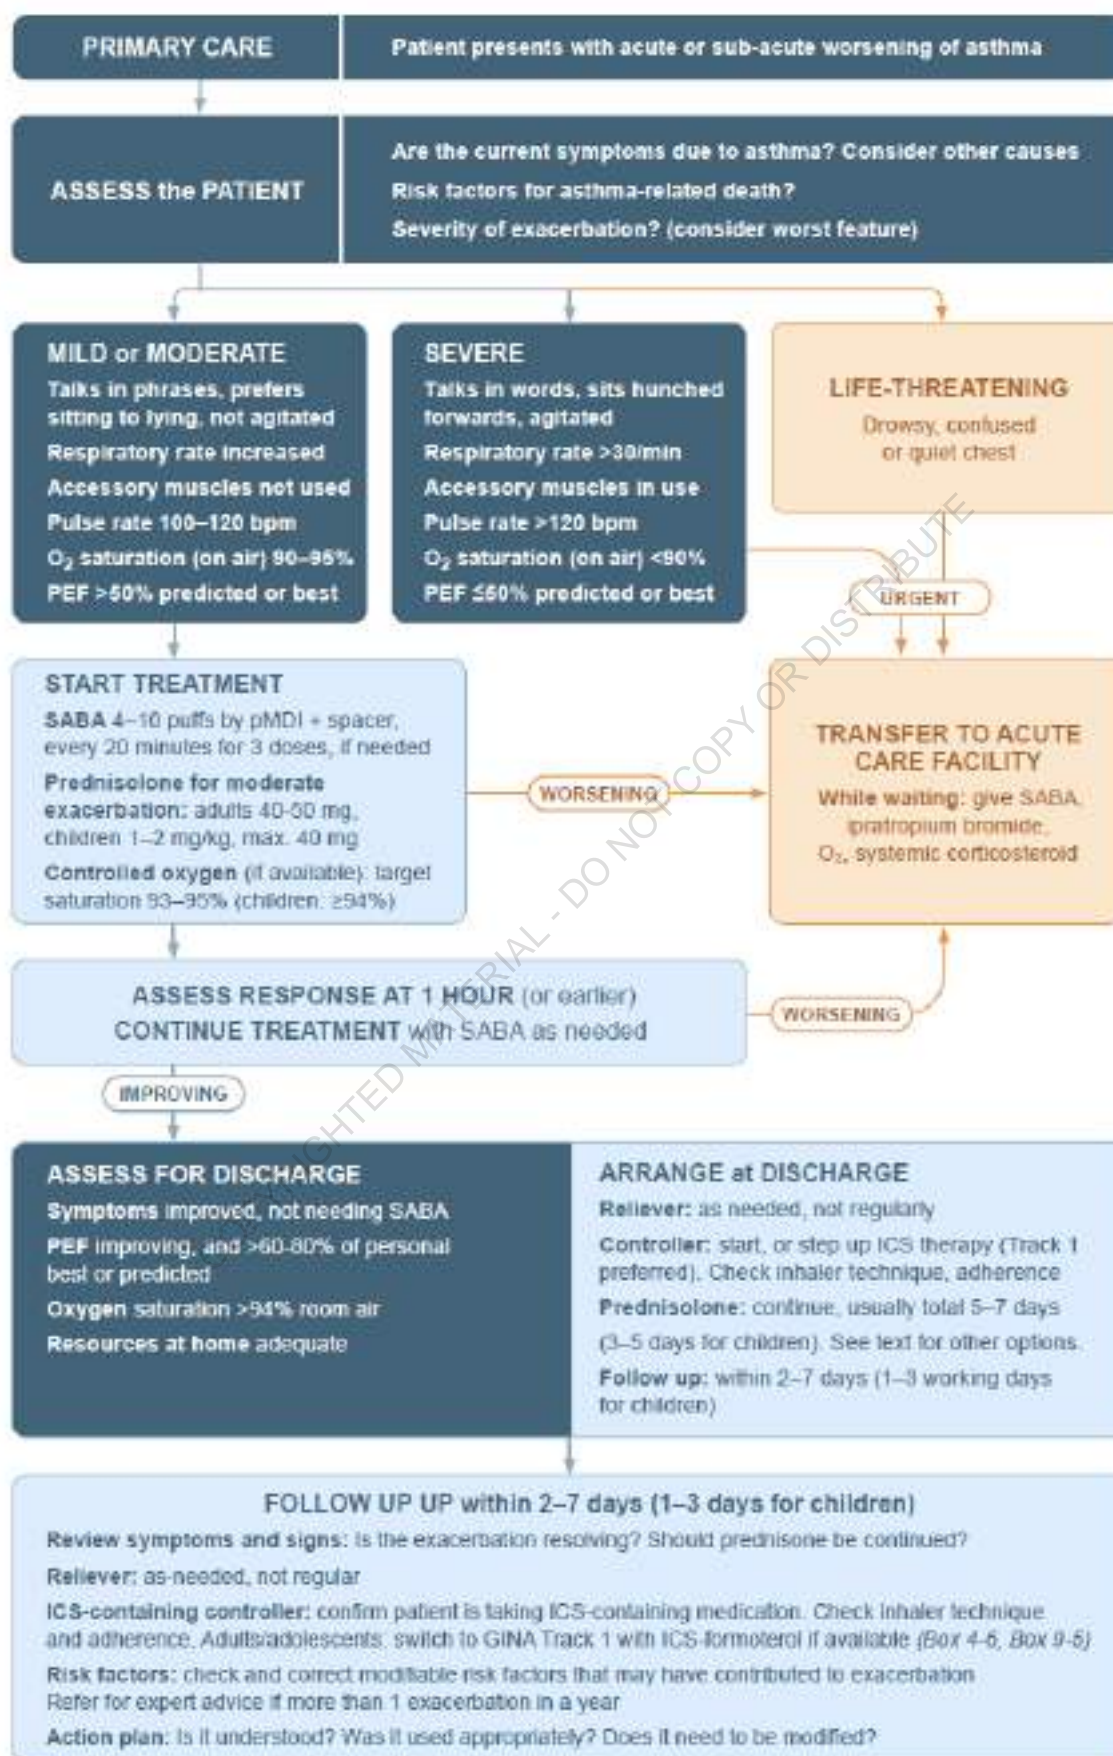 PRIMARY CARE
Patient presents with acute or sub-acute worsening of asthma
ASSESS the PATIENT
Are the current symptoms due to asthma? Consider other causes
Risk factors for asthma-related death?
Severity of exacerbation? (consider worst feature)
MILD or MODERATE
Talks in phrases, prefers
sitting to lying, not agitated
Respiratory rate increased
Accessory muscles not used
Pulse rate 100–120 bpm
O₂ saturation (on air) 90–95%
PEF >50% predicted or best
SEVERE
Talks in words, sits hunched
forwards, agitated
Respiratory rate >30/min
Accessory muscles in use
Pulse rate >120 bpm
O₂ saturation (on air) <90%
PEF ≤50% predicted or best
LIFE-THREATENING
Drowsy, confused
or quiet chest
URGENT
START TREATMENT
SABA 4–10 puffs by pMDI + spacer,
every 20 minutes for 3 doses, if needed
Prednisolone for moderate
exacerbation: adults 40-50 mg,
children 1–2 mg/kg, max. 40 mg
Controlled oxygen (if available): target
saturation 93–95% (children: ≥94%)
WORSENING
TRANSFER TO ACUTE
CARE FACILITY
While waiting: give SABA,
ipratropium bromide,
O₂, systemic corticosteroid
ASSESS RESPONSE AT 1 HOUR (or earlier)
CONTINUE TREATMENT with SABA as needed
WORSENING
IMPROVING
ASSESS FOR DISCHARGE
Symptoms improved, not needing SABA
PEF improving, and >60-80% of personal
best or predicted
Oxygen saturation >94% room air
Resources at home adequate
ARRANGE at DISCHARGE
Reliever: as needed, not regularly
Controller: start, or step up ICS therapy (Track 1
preferred). Check inhaler technique, adherence
Prednisolone: continue, usually total 5–7 days
(3–5 days for children). See text for other options.
Follow up: within 2–7 days (1–3 working days
for children)
FOLLOW UP UP within 2–7 days (1–3 days for children)
Review symptoms and signs: Is the exacerbation resolving? Should prednisone be continued?
Reliever: as-needed, not regular
ICS-containing controller: confirm patient is taking ICS-containing medication. Check inhaler technique
and adherence. Adults/adolescents: switch to GINA Track 1 with ICS-formoterol if available (Box 4-6, Box 9-5)
Risk factors: check and correct modifiable risk factors that may have contributed to exacerbation
Refer for expert advice if more than 1 exacerbation in a year
Action plan: Is it understood? Was it used appropriately? Does it need to be modified?
MATERIAL - DO NOT COPY OR DISTRIBUTE